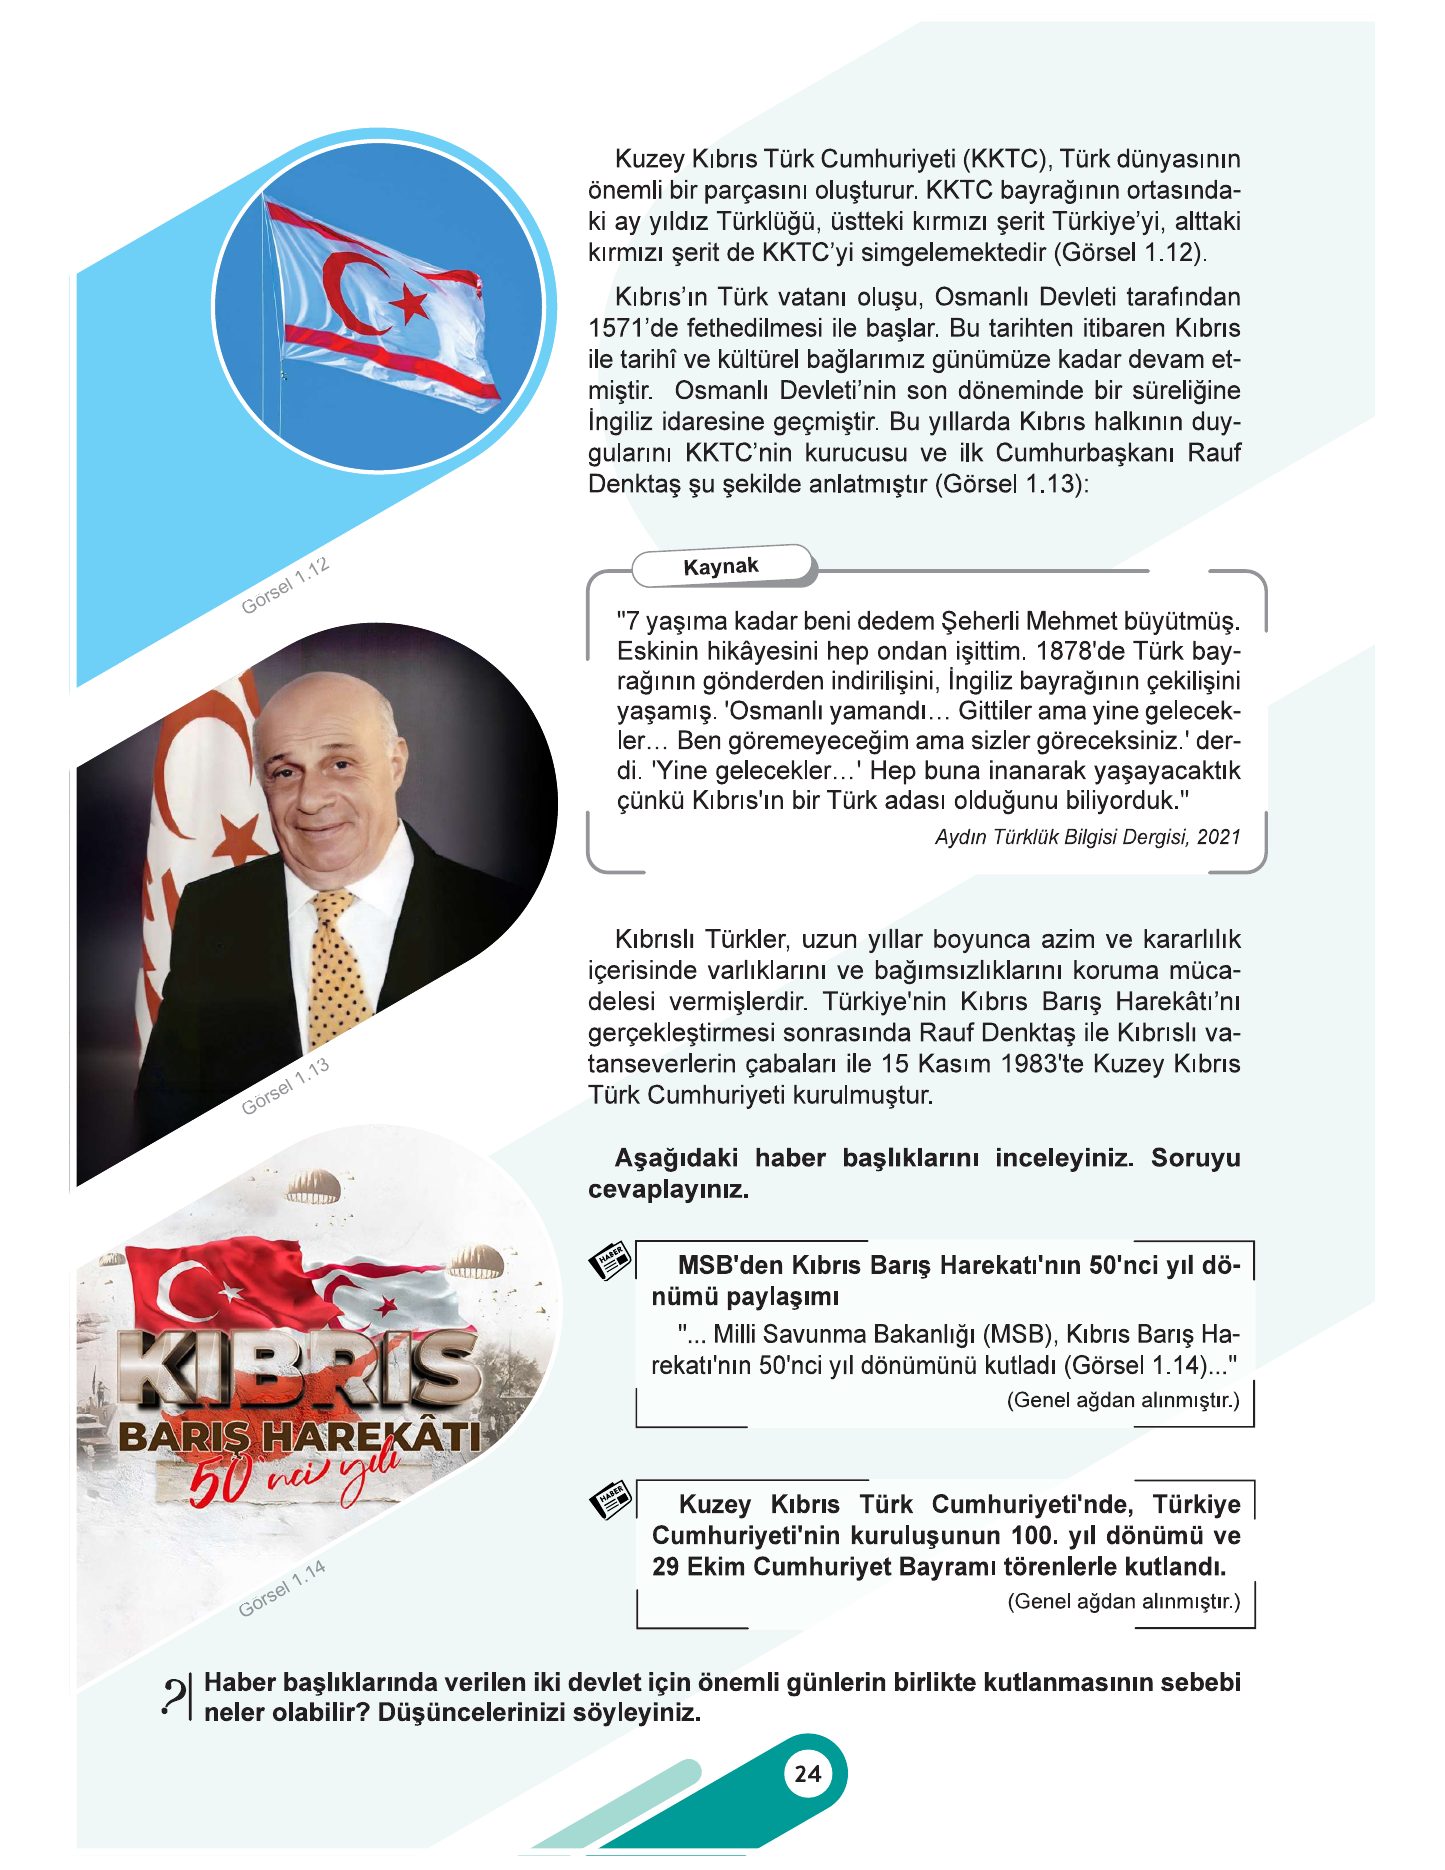 Kuzey Kıbrıs Türk Cumhuriyeti (KKTC), Türk dünyasının
önemli bir parçasını oluşturur. KKTC bayrağının ortasında-
ki ay yıldız Türklüğü, üstteki kırmızı şerit Türkiye’yi, alttaki
kırmızı şerit de KKTC’yi simgelemektedir (Görsel 1.12).
Kıbrıs’ın Türk vatanı oluşu, Osmanlı Devleti tarafından
1571’de fethedilmesi ile başlar. Bu tarihten itibaren Kıbrıs
ile tarihî ve kültürel bağlarımız günümüze kadar devam et-
miştir. Osmanlı Devleti’nin son döneminde bir süreliğine
İngiliz idaresine geçmiştir. Bu yıllarda Kıbrıs halkının duy-
gularını KKTC’nin kurucusu ve ilk Cumhurbaşkanı Rauf
Denktaş şu şekilde anlatmıştır (Görsel 1.13):
Görsel 1.12
Kaynak
"7 yaşıma kadar beni dedem Şeherli Mehmet büyütmüş.
Eskinin hikâyesini hep ondan işittim. 1878'de Türk bay-
rağının gönderden indirilişini, İngiliz bayrağının çekilişini
yaşamış. 'Osmanlı yamandı… Gittiler ama yine gelecek-
ler… Ben göremeyeceğim ama sizler göreceksiniz.' der-
di. 'Yine gelecekler…' Hep buna inanarak yaşayacaktık
çünkü Kıbrıs'ın bir Türk adası olduğunu biliyorduk."
Aydın Türklük Bilgisi Dergisi, 2021
Görsel 1.13
Kıbrıslı Türkler, uzun yıllar boyunca azim ve kararlılık
içerisinde varlıklarını ve bağımsızlıklarını koruma müca-
delesi vermişlerdir. Türkiye'nin Kıbrıs Barış Harekâtı’nı
gerçekleştirmesi sonrasında Rauf Denktaş ile Kıbrıslı va-
tanseverlerin çabaları ile 15 Kasım 1983'te Kuzey Kıbrıs
Türk Cumhuriyeti kurulmuştur.
Aşağıdaki haber başlıklarını inceleyiniz. Soruyu
cevaplayınız.
HABER
MSB'den Kıbrıs Barış Harekatı'nın 50'nci yıl dö-
nümü paylaşımı
"... Milli Savunma Bakanlığı (MSB), Kıbrıs Barış Ha-
rekatı'nın 50'nci yıl dönümünü kutladı (Görsel 1.14)..."
(Genel ağdan alınmıştır.)
KIBRIS
BARIŞ HAREKÂTI
50'nci yılı
Görsel 1.14
HABER
Kuzey Kıbrıs Türk Cumhuriyeti'nde, Türkiye
Cumhuriyeti'nin kuruluşunun 100. yıl dönümü ve
29 Ekim Cumhuriyet Bayramı törenlerle kutlandı.
(Genel ağdan alınmıştır.)
? Haber başlıklarında verilen iki devlet için önemli günlerin birlikte kutlanmasının sebebi
neler olabilir? Düşüncelerinizi söyleyiniz.
24